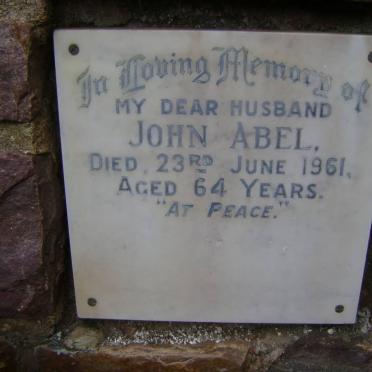 In Loving Memory of
MY DEAR HUSBAND
JOHN ABEL.
DIED 23RD JUNE 1961.
AGED 64 YEARS.
"AT PEACE."